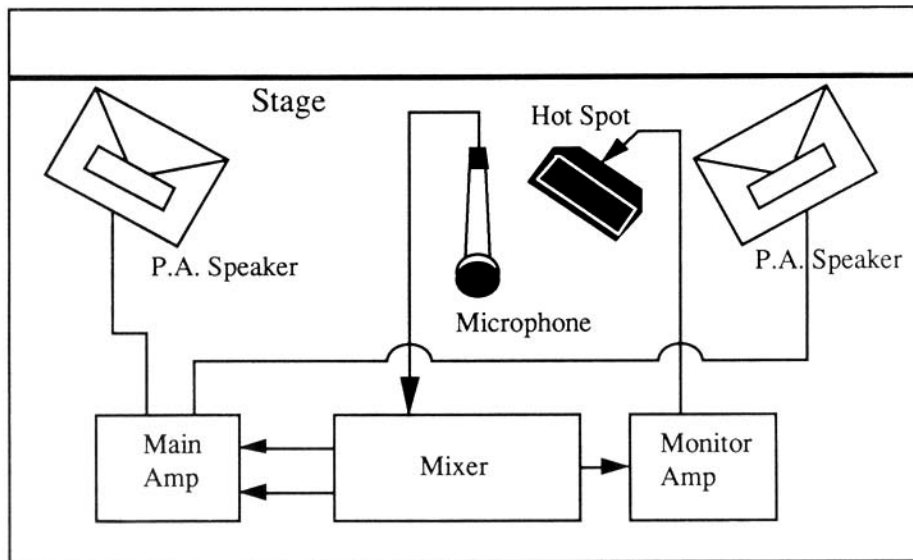 Stage
Hot Spot
P.A. Speaker
P.A. Speaker
Microphone
Main
Amp
Mixer
Monitor
Amp